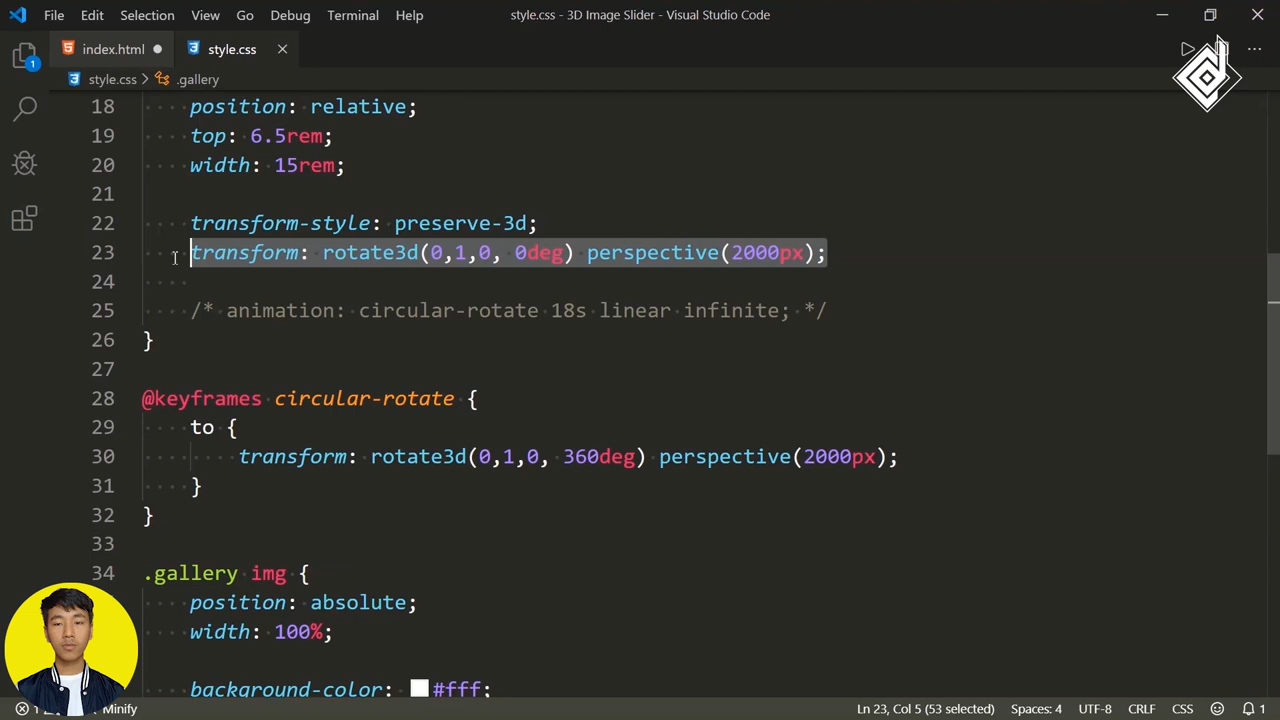 File Edit Selection View Go Debug Terminal Help style.css - 3D Image Slider - Visual Studio Code
index.html style.css
style.css .gallery
1
18 position: relative;
19 top: 6.5rem;
20 width: 15rem;
21
22 transform-style: preserve-3d;
23 transform: rotate3d(0,1,0, 0deg) perspective(2000px);
24
25 /* animation: circular-rotate 18s linear infinite; */
26 }
27
28 @keyframes circular-rotate {
29 to {
30 transform: rotate3d(0,1,0, 360deg) perspective(2000px);
31 }
32 }
33
34 .gallery img {
position: absolute;
width: 100%;
background-color: #fff;
Minify Ln 23, Col 5 (53 selected) Spaces: 4 UTF-8 CRLF CSS 1